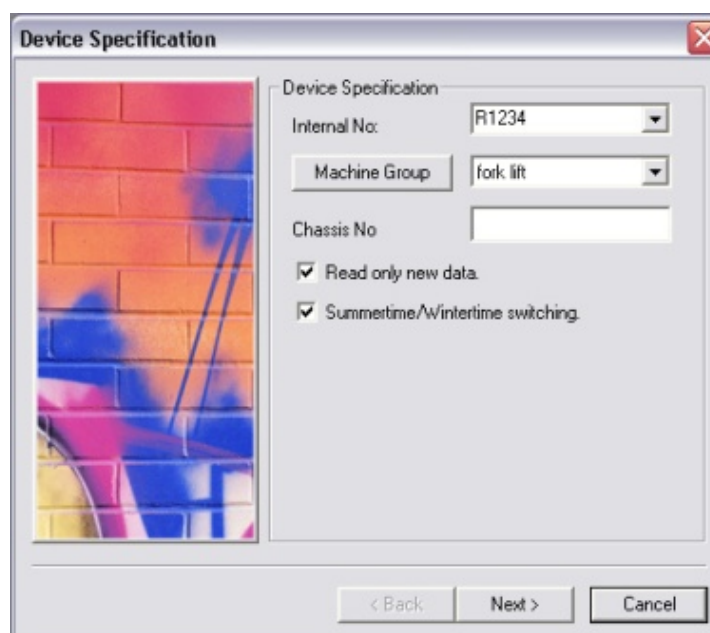 Device Specification
Device Specification
Internal No:
R1234
Machine Group
fork lift
Chassis No
Read only new data.
Summertime/Wintertime switching.
< Back
Next >
Cancel